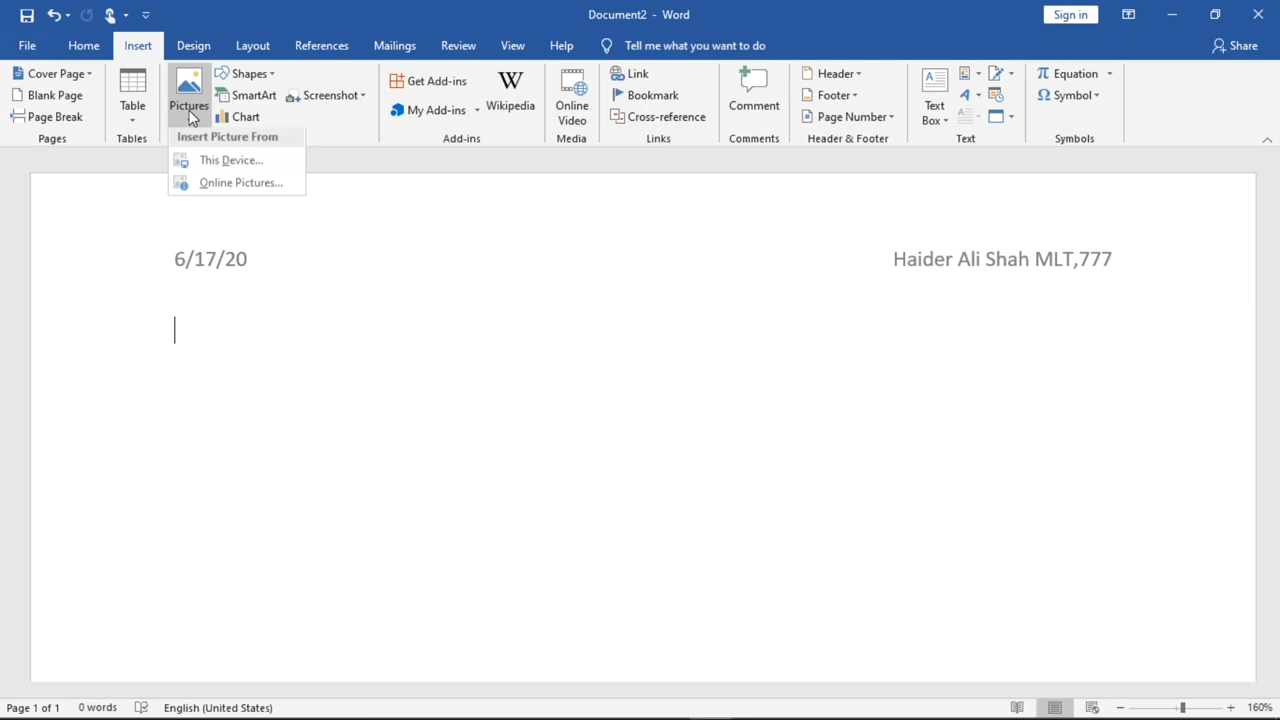 Document2 - Word
Sign in
File Home Insert Design Layout References Mailings Review View Help Tell me what you want to do Share
Cover Page
Blank Page
Page Break
Pages
Table
Tables
Pictures
Shapes
SmartArt
Chart
Screenshot
Get Add-ins
My Add-ins
W
Wikipedia
Add-ins
Online
Video
Media
Link
Bookmark
Cross-reference
Links
Comment
Comments
Header
Footer
Page Number
Header & Footer
A
Text
Box
A
A
Text
π Equation
Ω Symbol
Symbols
Insert Picture From
This Device...
Online Pictures...
6/17/20 Haider Ali Shah MLT,777
Page 1 of 1 0 words English (United States) 160%